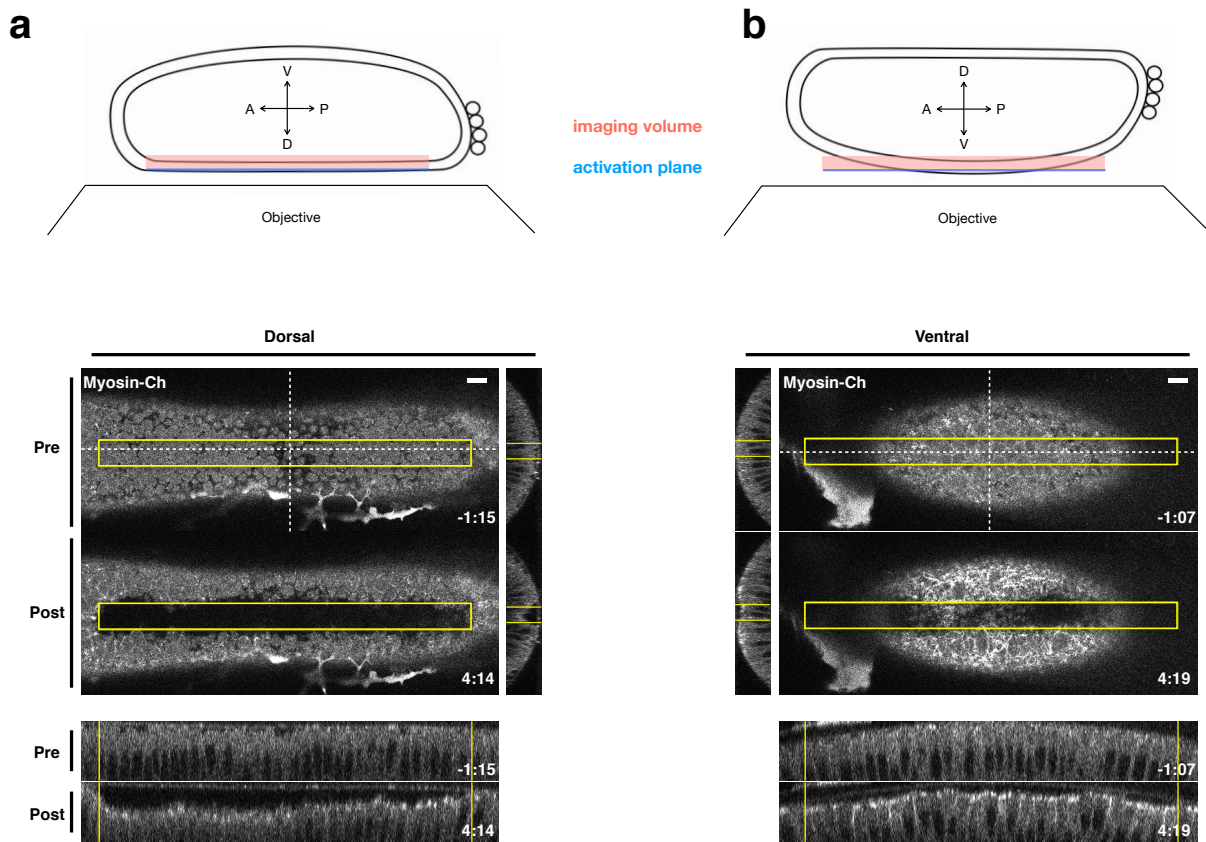 a
V
A
P
D
Objective
imaging volume
activation plane
b
D
A
P
V
Objective
Dorsal
Pre
Myosin-Ch
-1:15
Post
4:14
Pre
-1:15
Post
4:14
Ventral
Myosin-Ch
-1:07
4:19
-1:07
4:19